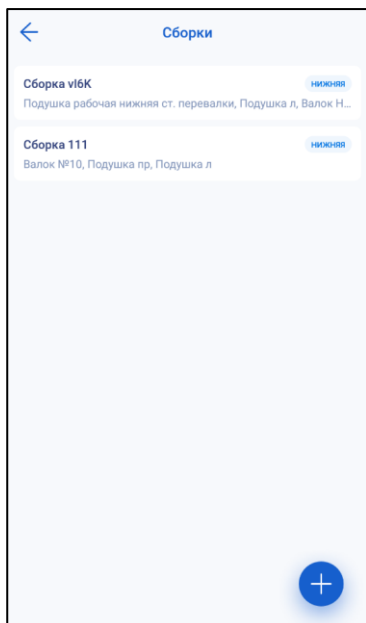 Сборки
Сборка vl6K
нижняя
Подушка рабочая нижняя ст. перевалки, Подушка л, Валок Н...
Сборка 111
нижняя
Валок №10, Подушка пр, Подушка л